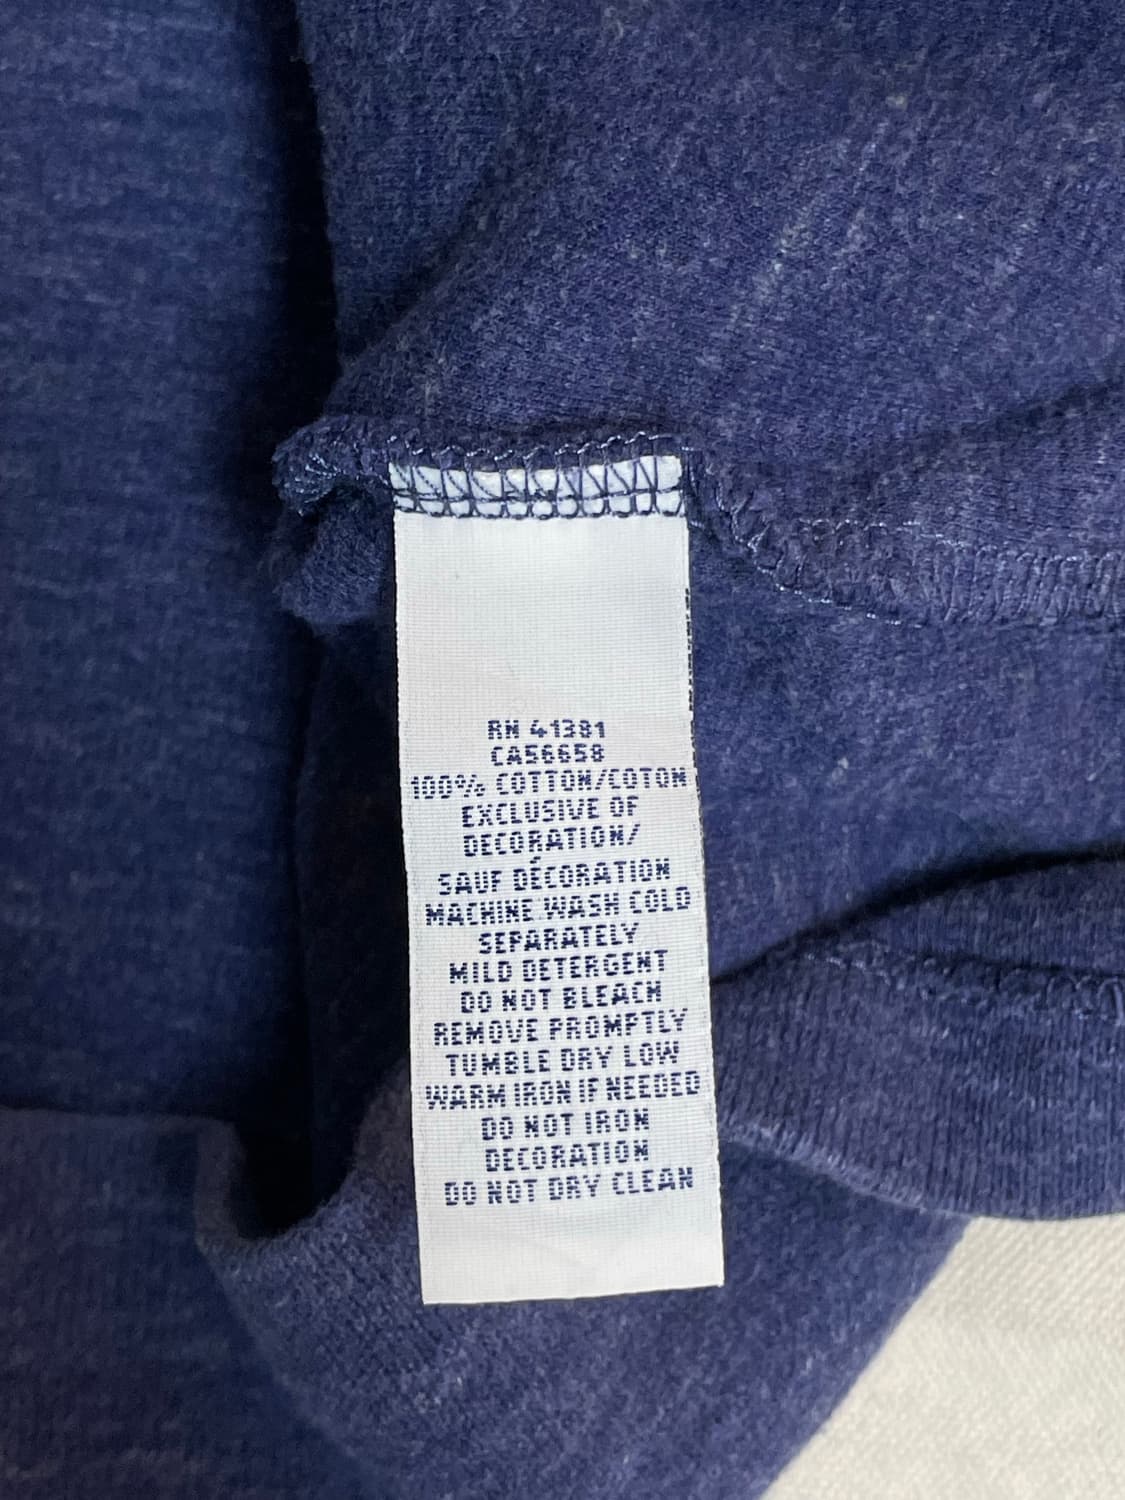 RN 41381
CA56658
100% COTTON/COTON
EXCLUSIVE OF
DECORATION/
SAUF DÉCORATION
MACHINE WASH COLD
SEPARATELY
MILD DETERGENT
DO NOT BLEACH
REMOVE PROMPTLY
TUMBLE DRY LOW
WARM IRON IF NEEDED
DO NOT IRON
DECORATION
DO NOT DRY CLEAN